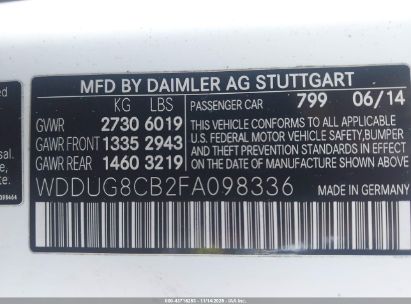 MFD BY DAIMLER AG STUTTGART
KG LBS PASSENGER CAR 799 06/14
GVWR 2730 6019
GAWR FRONT 1335 2943
GAWR REAR 1460 3219
THIS VEHICLE CONFORMS TO ALL APPLICABLE
U.S. FEDERAL MOTOR VEHICLE SAFETY, BUMPER
AND THEFT PREVENTION STANDARDS IN EFFECT
ON THE DATE OF MANUFACTURE SHOWN ABOVE.
WDDUG8CB2FA098336 MADE IN GERMANY